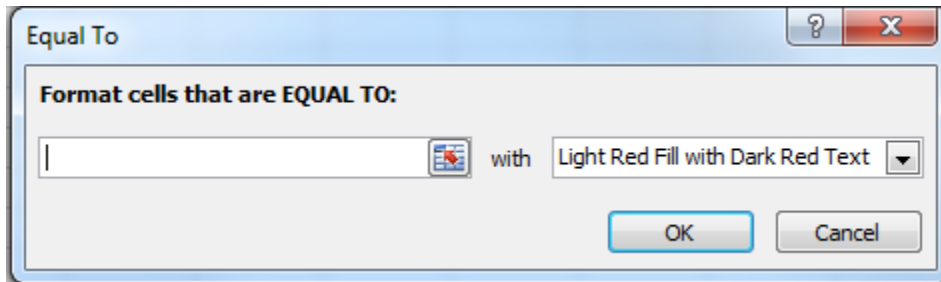 Equal To
Format cells that are EQUAL TO:
with Light Red Fill with Dark Red Text
OK Cancel